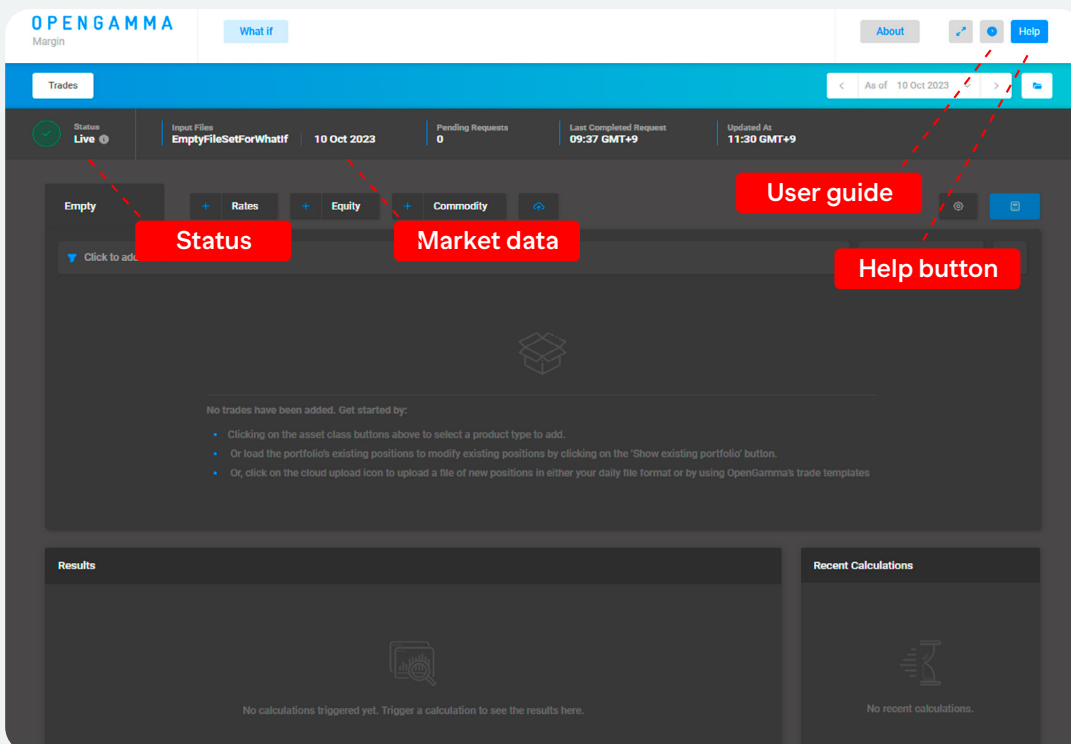 OPENGAMMA
Margin
What if
About
Help
Trades
As of 10 Oct 2023
Status
Live
Input Files
EmptyFileSetForWhatIf
10 Oct 2023
Pending Requests
0
Last Completed Request
09:37 GMT+9
Updated At
11:30 GMT+9
User guide
Empty
+ Rates
+ Equity
+ Commodity
Status
Market data
Click to add
Help button
No trades have been added. Get started by:
• Clicking on the asset class buttons above to select a product type to add.
• Or load the portfolio's existing positions to modify existing positions by clicking on the 'Show existing portfolio' button.
• Or, click on the cloud upload icon to upload a file of new positions in either your daily file format or by using OpenGamma's trade templates
Results
Recent Calculations
No calculations triggered yet. Trigger a calculation to see the results here.
No recent calculations.